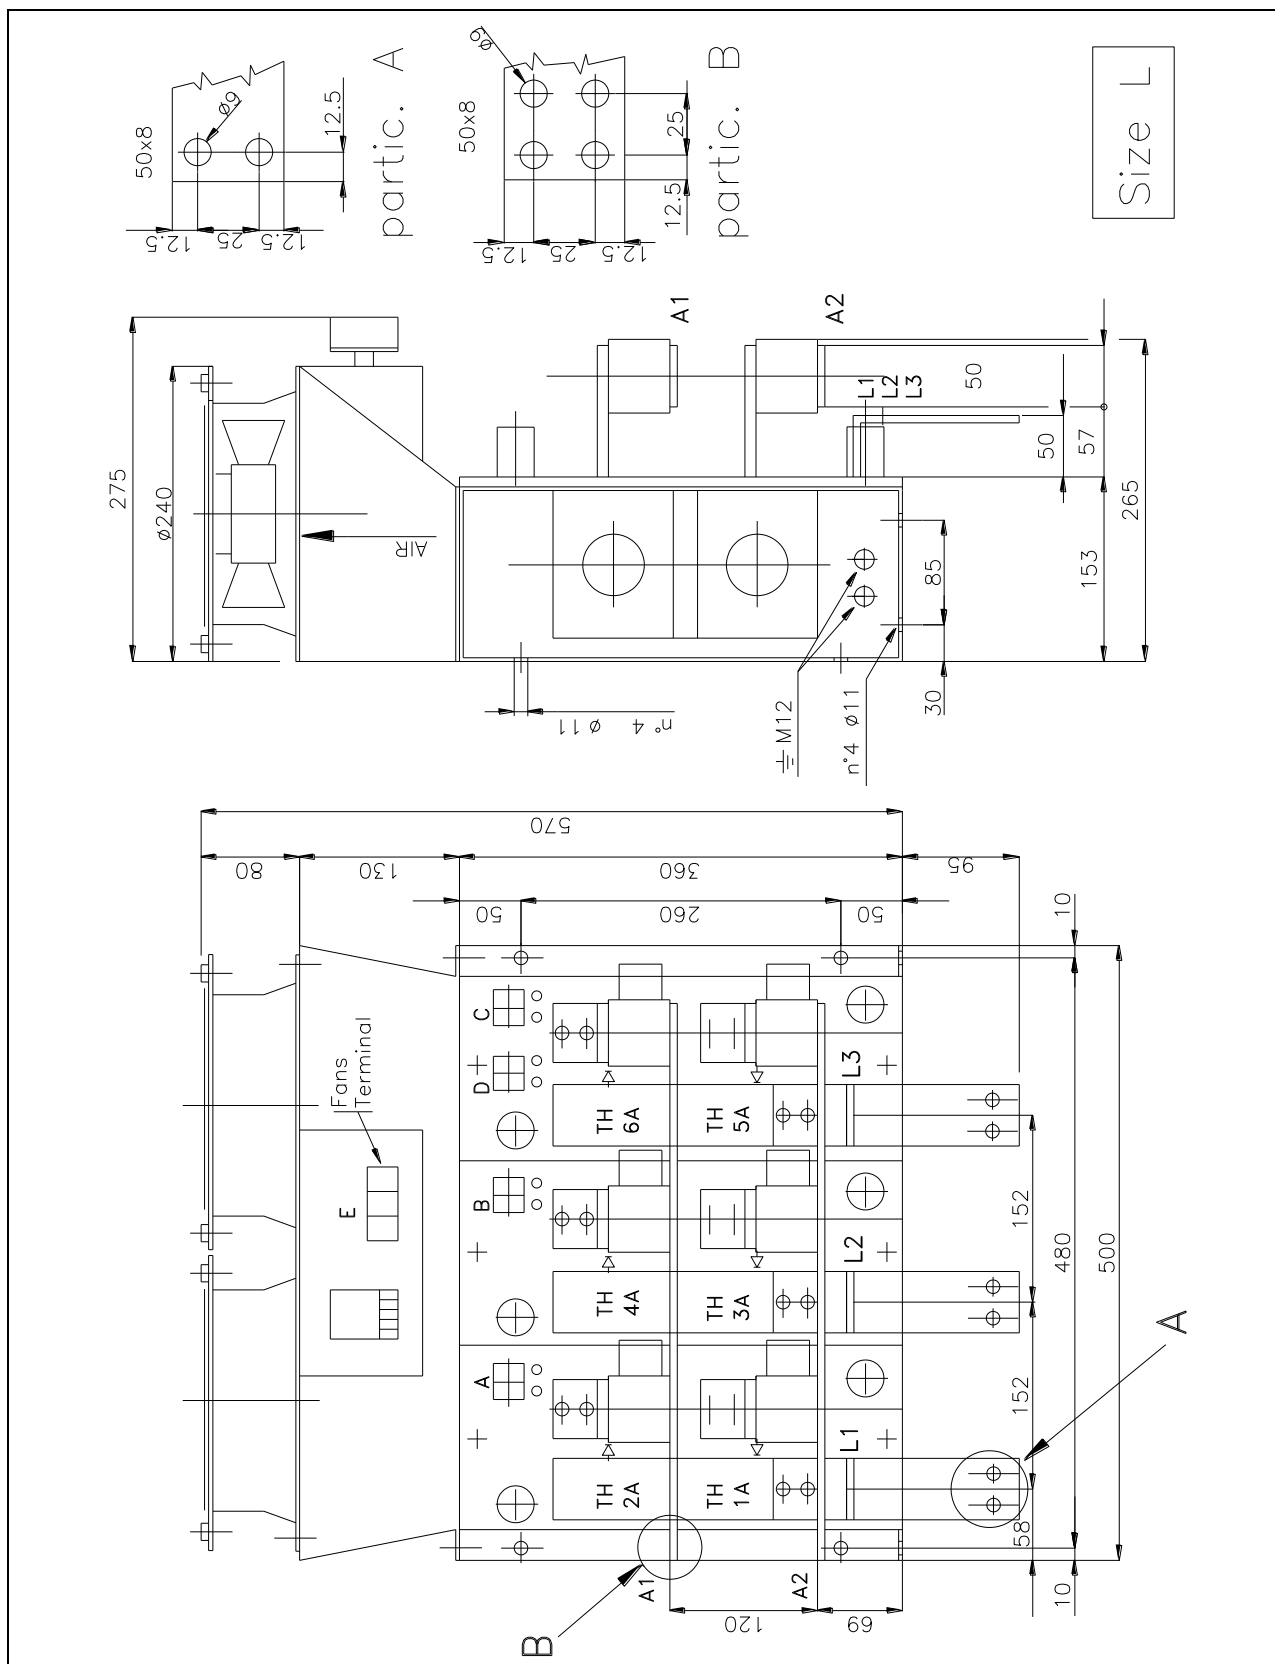 50x8
ø9
12.5
12.5
25
12.5
partic. A
50x8
ø9
25
12.5
12.5
25
12.5
partic. B
Size L
275
ø240
AIR
A1
A2
L1
L2
L3
50
50
57
265
153
85
30
n° 4 ø 11
M12
n°4 ø11
570
80
130
360
95
50
260
50
10
Fans
Terminal
E
C
D
B
A
TH
6A
TH
5A
L3
TH
4A
TH
3A
L2
TH
2A
TH
1A
L1
152
152
480
500
58
10
A
B
A1
A2
120
69